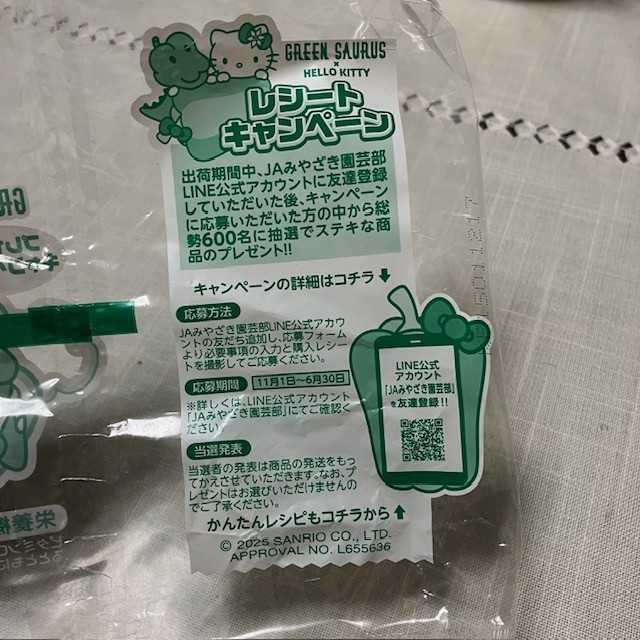 GREEN SAURUS
×
HELLO KITTY
レシート
キャンペーン
出荷期間中、JAみやざき園芸部
LINE公式アカウントに友達登録
していただいた後、キャンペーン
に応募いただいた方の中から総
勢600名に抽選でステキな商
品のプレゼント!!
キャンペーンの詳細はコチラ↓
応募方法
JAみやざき園芸部LINE公式アカウ
ントの友だち追加し、応募フォーム
より必要事項の入力と購入レシー
トを撮影してご応募ください。
応募期間 11月1日〜6月30日
※詳しくは、LINE公式アカウント
「JAみやざき園芸部」にてご確認く
ださい。
当選発表
当選者の発表は商品の発送をもっ
てかえさせていただきます。なお、プ
レゼントはお選びいただけませんの
でご了承ください。
かんたんレシピもコチラから↑
© 2025 SANRIO CO., LTD.
APPROVAL NO. L655636
LINE公式
アカウント
「JAみやざき園芸部」
を友達登録!!